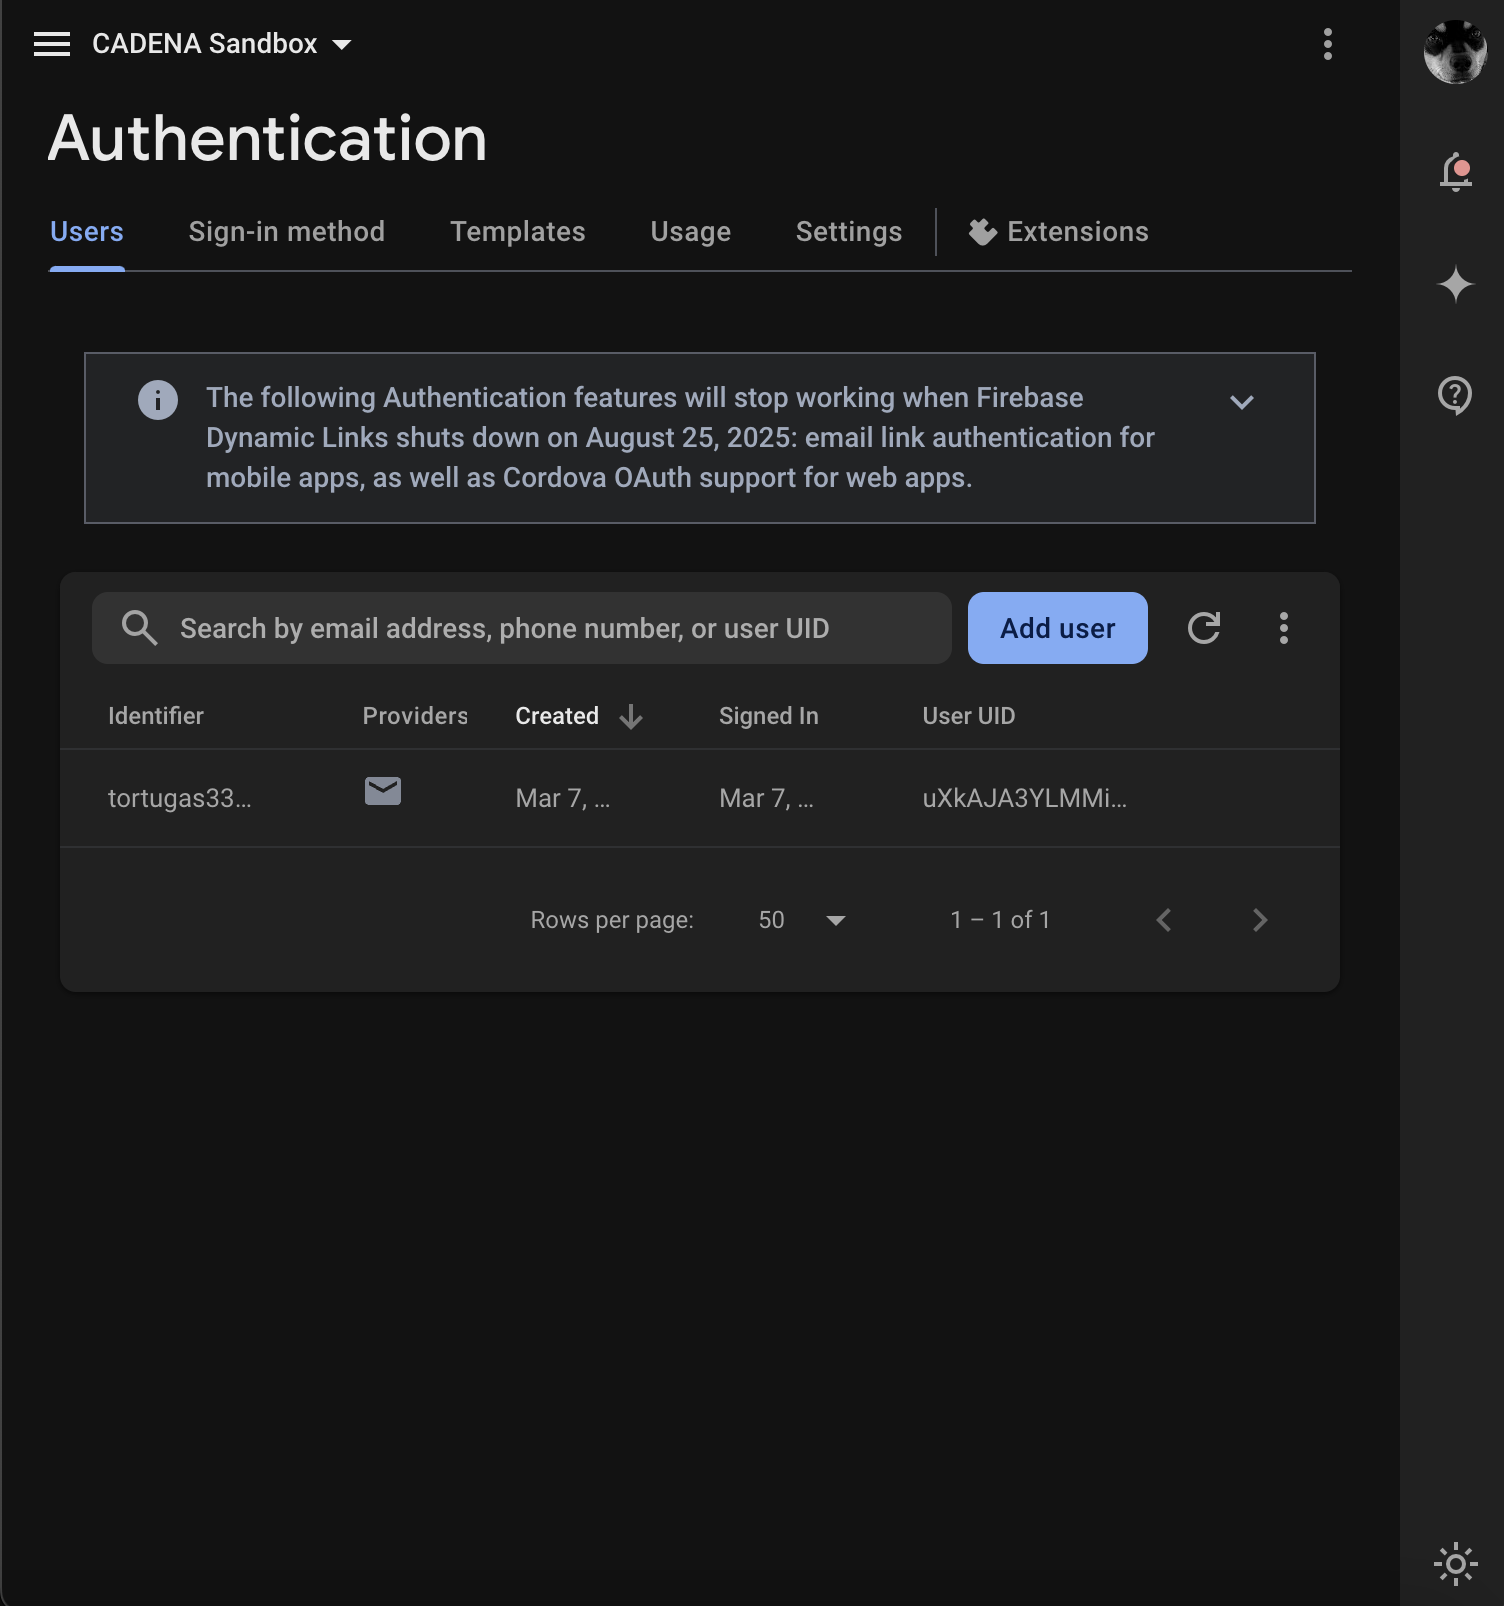 CADENA Sandbox
Authentication
Users Sign-in method Templates Usage Settings Extensions
The following Authentication features will stop working when Firebase
Dynamic Links shuts down on August 25, 2025: email link authentication for
mobile apps, as well as Cordova OAuth support for web apps.
Search by email address, phone number, or user UID Add user
Identifier Providers Created Signed In User UID
tortugas33... Mar 7, ... Mar 7, ... uXkAJA3YLMMi...
Rows per page: 50 1 – 1 of 1